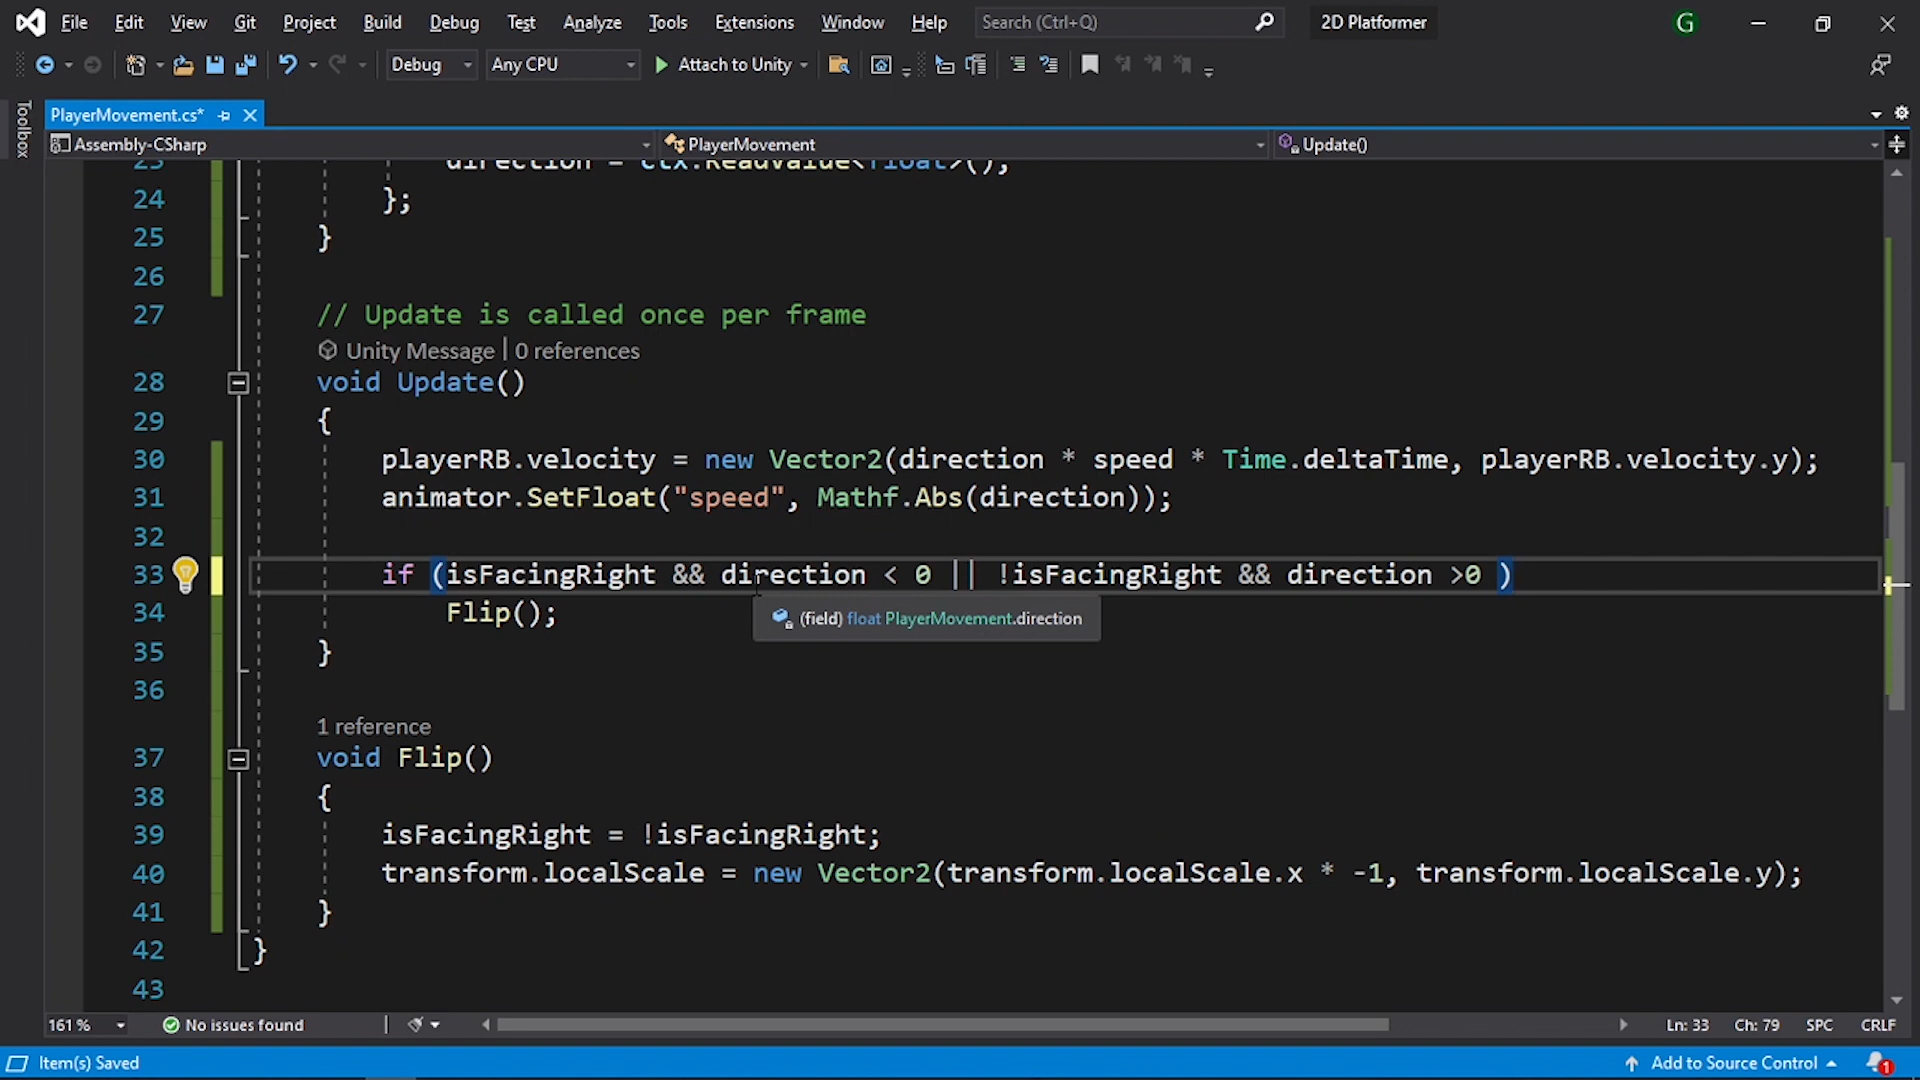 File Edit View Git Project Build Debug Test Analyze Tools Extensions Window Help Search (Ctrl+Q) 2D Platformer G
Debug Any CPU Attach to Unity
Toolbox
PlayerMovement.cs*
Assembly-CSharp PlayerMovement Update()
23 direction = ctx.ReadValue<float>();
24 };
25 }
26
27 // Update is called once per frame
Unity Message | 0 references
28 void Update()
29 {
30 playerRB.velocity = new Vector2(direction * speed * Time.deltaTime, playerRB.velocity.y);
31 animator.SetFloat("speed", Mathf.Abs(direction));
32
33 if (isFacingRight && direction < 0 || !isFacingRight && direction >0 )
34 Flip();
(field) float PlayerMovement.direction
35 }
36
1 reference
37 void Flip()
38 {
39 isFacingRight = !isFacingRight;
40 transform.localScale = new Vector2(transform.localScale.x * -1, transform.localScale.y);
41 }
42 }
43
161 % No issues found Ln: 33 Ch: 79 SPC CRLF
Item(s) Saved Add to Source Control 1